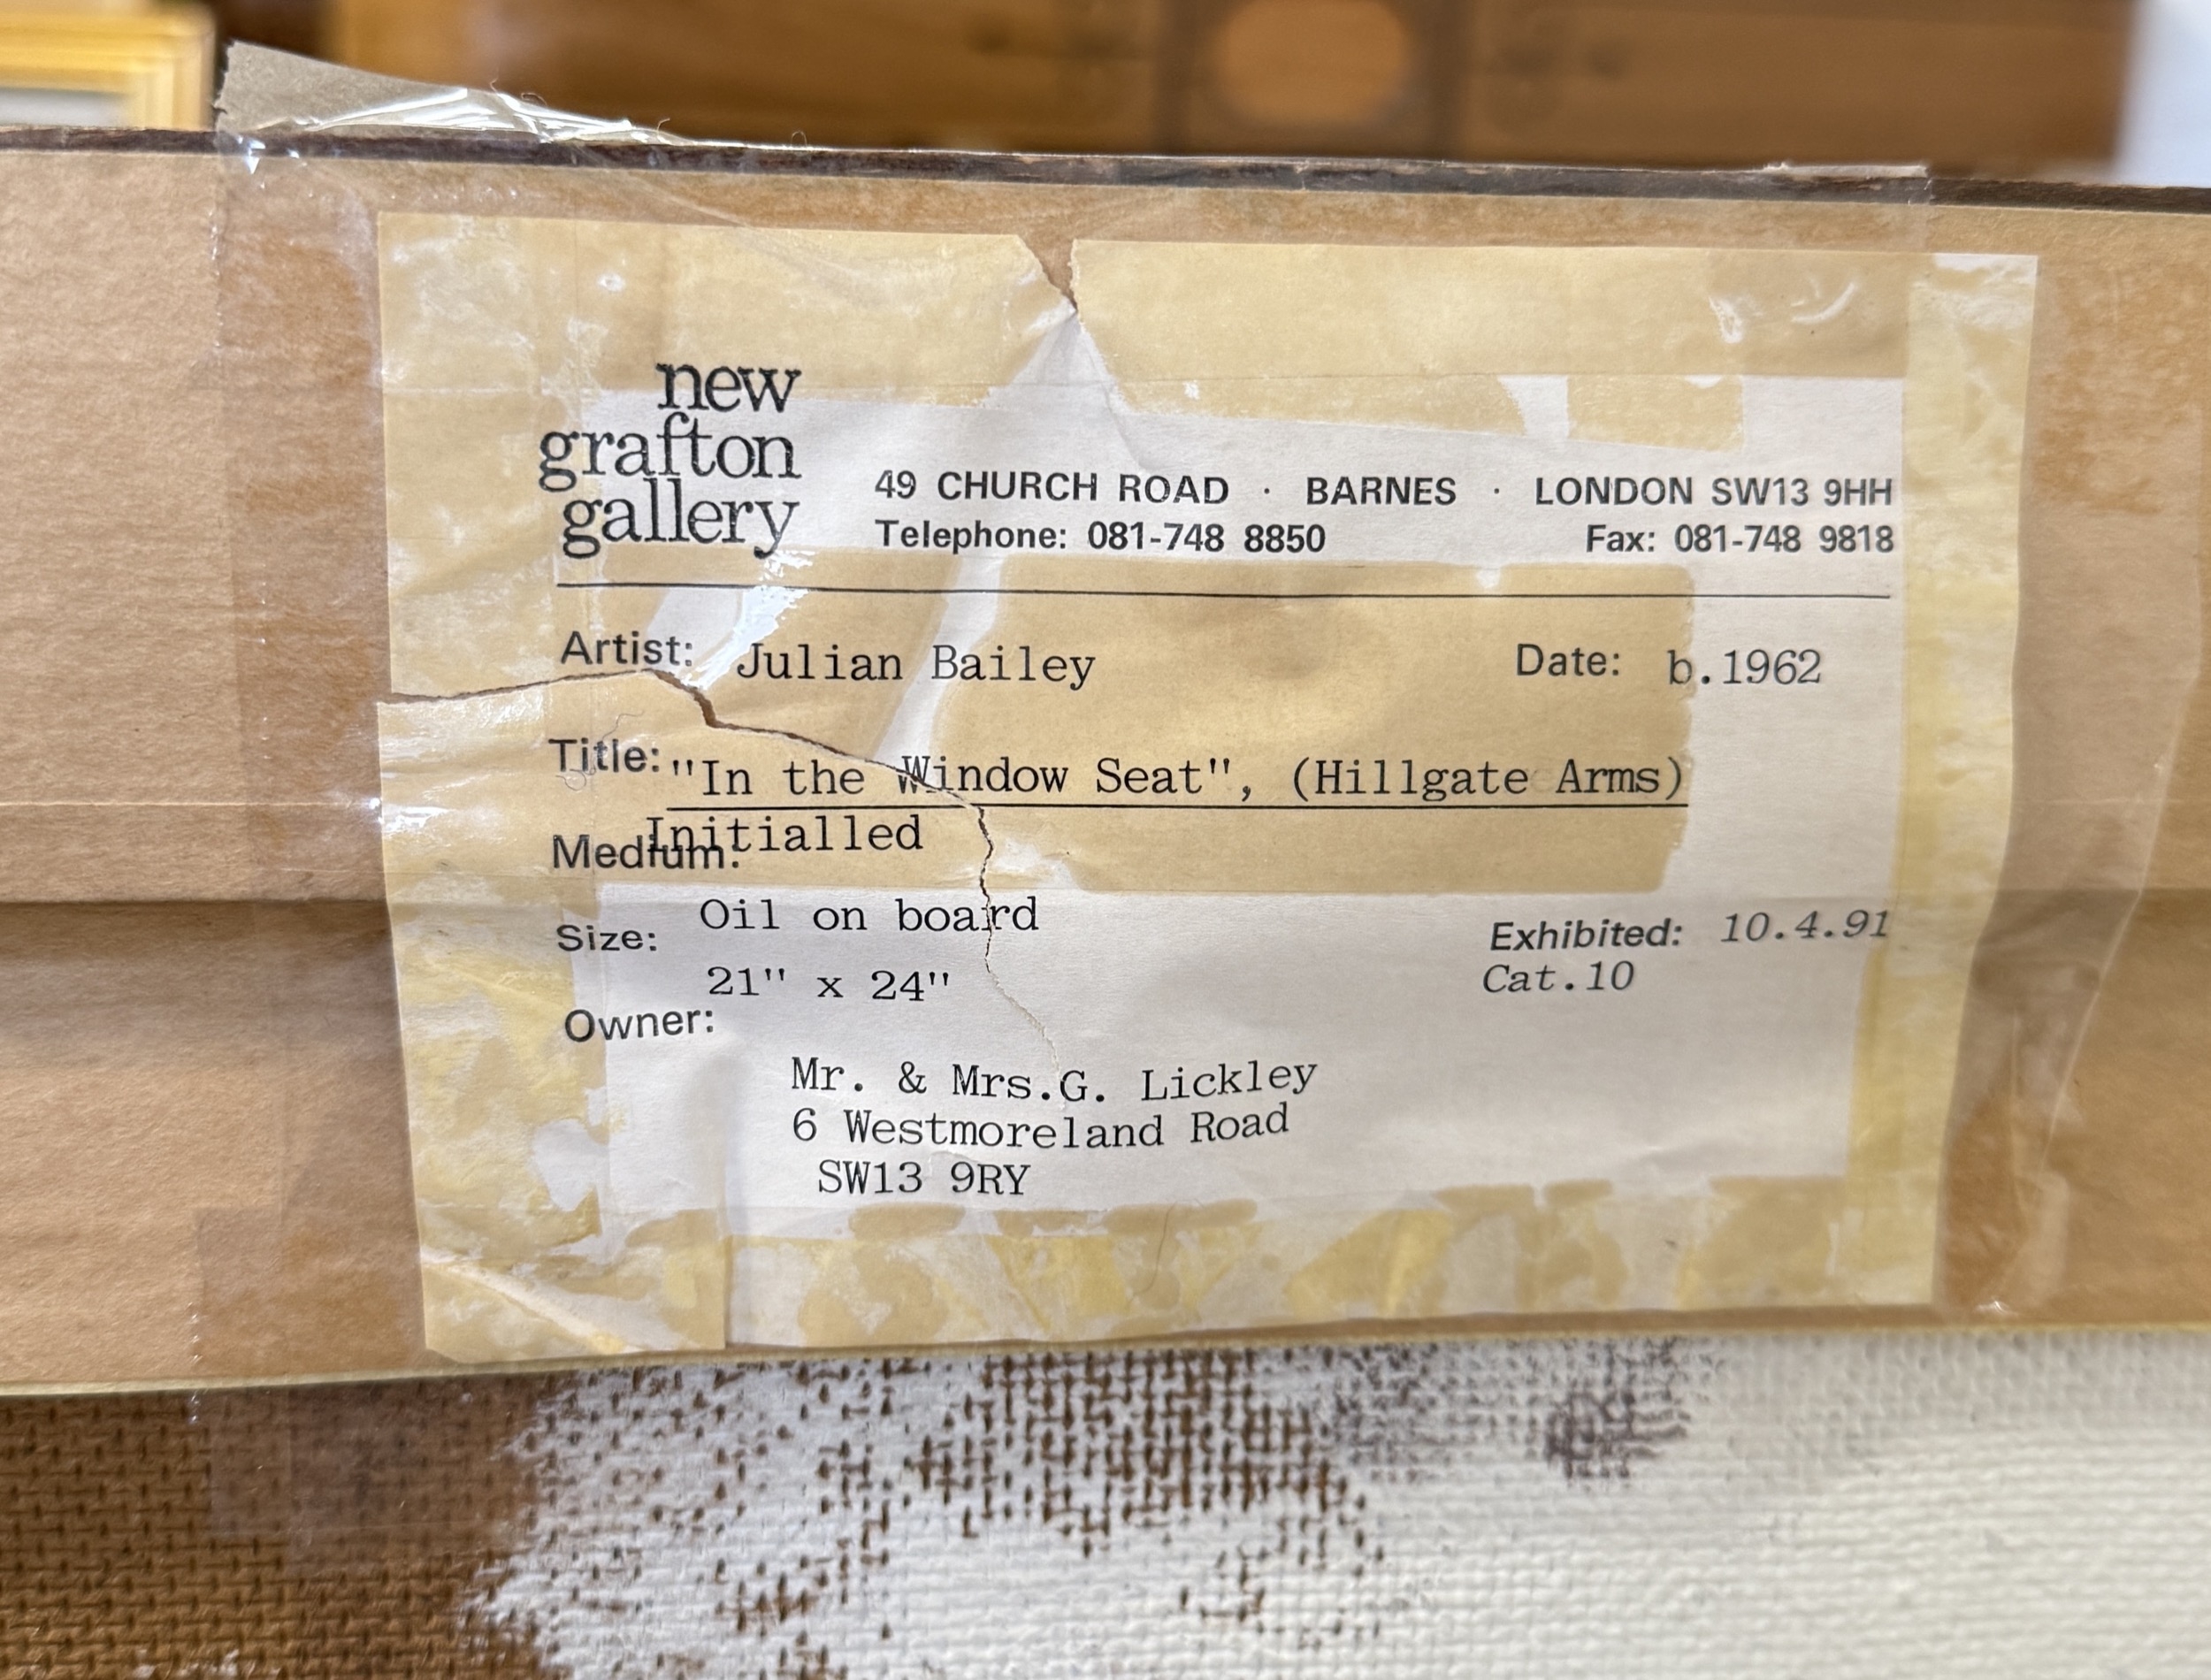 new
grafton
gallery
49 CHURCH ROAD · BARNES · LONDON SW13 9HH
Telephone: 081-748 8850 Fax: 081-748 9818
Artist: Julian Bailey Date: b.1962
Title: "In the Window Seat", (Hillgate Arms)
Initialled
Medium:
Oil on board
Size: Exhibited: 10.4.91
21" x 24" Cat.10
Owner:
Mr. & Mrs.G. Lickley
6 Westmoreland Road
SW13 9RY